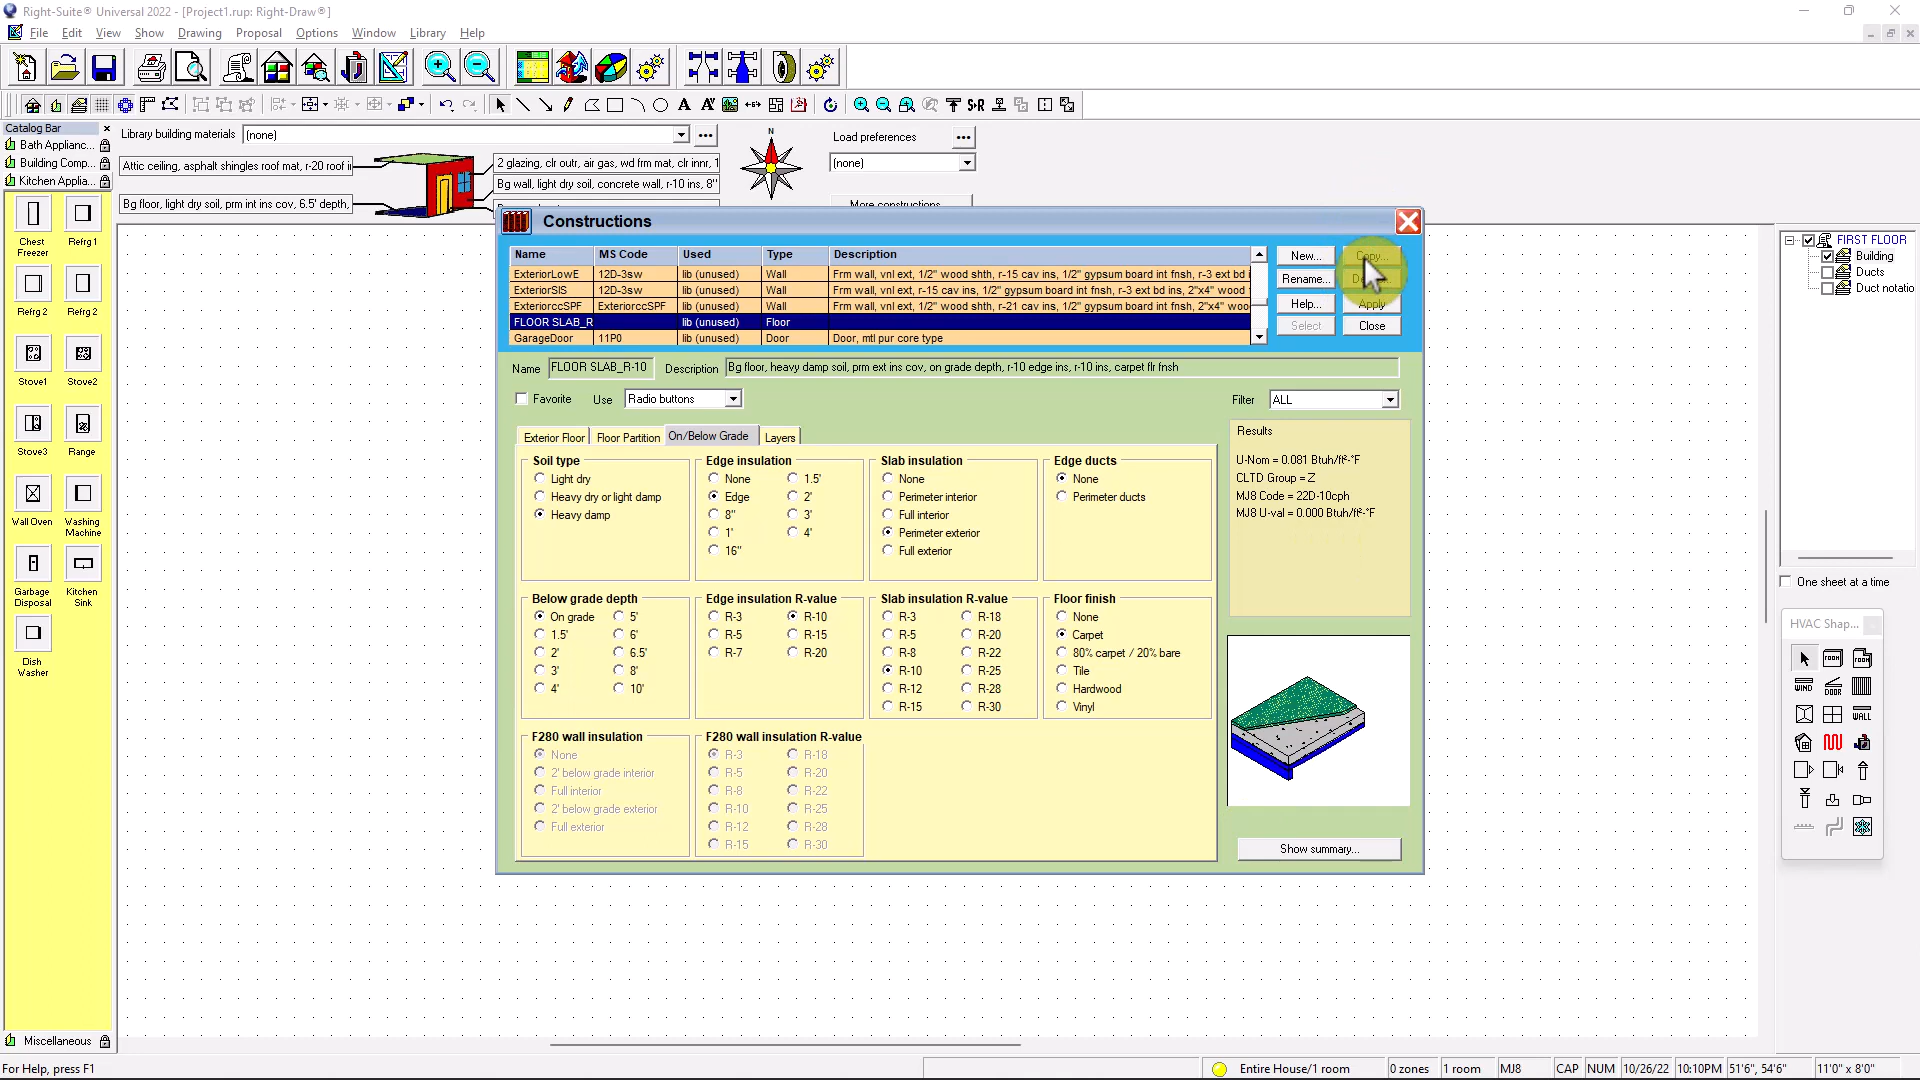 Right-Suite® Universal 2022 - [Project1.rup: Right-Draw®]
File Edit View Show Drawing Proposal Options Window Library Help
Catalog Bar
Bath Applianc...
Building Comp...
Kitchen Applia...
Library building materials (none)
Attic ceiling, asphalt shingles roof mat, r-20 roof i
Bg floor, light dry soil, prm int ins cov, 6.5' depth,
2 glazing, clr outr, air gas, wd frm mat, clr innr, 1
Bg wall, light dry soil, concrete wall, r-10 ins, 8"
N
Load preferences
(none)
More constructions
Chest Freezer
Refrg 1
Refrg 2
Refrg 2
Stove1
Stove2
Stove3
Range
Wall Oven
Washing Machine
Garbage Disposal
Kitchen Sink
Dish Washer
Miscellaneous
Constructions
Name MS Code Used Type Description
ExteriorLowE 12D-3sw lib (unused) Wall Frm wall, vnl ext, 1/2" wood shth, r-15 cav ins, 1/2" gypsum board int fnsh, r-3 ext bd i
ExteriorSIS 12D-3sw lib (unused) Wall Frm wall, vnl ext, r-15 cav ins, 1/2" gypsum board int fnsh, r-3 ext bd ins, 2"x4" wood
ExteriorccSPF ExteriorccSPF lib (unused) Wall Frm wall, vnl ext, 1/2" wood shth, r-21 cav ins, 1/2" gypsum board int fnsh, 2"x4" woo
FLOOR SLAB_R lib (unused) Floor
GarageDoor 11P0 lib (unused) Door Door, mtl pur core type
New... Copy...
Rename...
Help... Apply
Select Close
Name FLOOR SLAB_R-10 Description Bg floor, heavy damp soil, prm ext ins cov, on grade depth, r-10 edge ins, r-10 ins, carpet flr fnsh
Favorite Use Radio buttons Filter ALL
Exterior Floor Floor Partition On/Below Grade Layers
Soil type
Light dry
Heavy dry or light damp
Heavy damp
Edge insulation
None 1.5'
Edge 2'
8" 3'
1' 4'
16"
Slab insulation
None
Perimeter interior
Full interior
Perimeter exterior
Full exterior
Edge ducts
None
Perimeter ducts
Below grade depth
On grade 5'
1.5' 6'
2' 6.5'
3' 8'
4' 10'
Edge insulation R-value
R-3 R-10
R-5 R-15
R-7 R-20
Slab insulation R-value
R-3 R-18
R-5 R-20
R-8 R-22
R-10 R-25
R-12 R-28
R-15 R-30
Floor finish
None
Carpet
80% carpet / 20% bare
Tile
Hardwood
Vinyl
F280 wall insulation
None
2' below grade interior
Full interior
2' below grade exterior
Full exterior
F280 wall insulation R-value
R-3 R-18
R-5 R-20
R-8 R-22
R-10 R-25
R-12 R-28
R-15 R-30
Results
U-Nom = 0.081 Btuh/ft²-°F
CLTD Group = Z
MJ8 Code = 22D-10cph
MJ8 U-val = 0.000 Btuh/ft²-°F
Show summary...
FIRST FLOOR
Building
Ducts
Duct notatio
One sheet at a time
HVAC Shap...
ROOM
WIND
DOOR
WALL
For Help, press F1
Entire House/1 room 0 zones 1 room MJ8 CAP NUM 10/26/22 10:10PM 51'6", 54'6" 11'0" x 8'0"